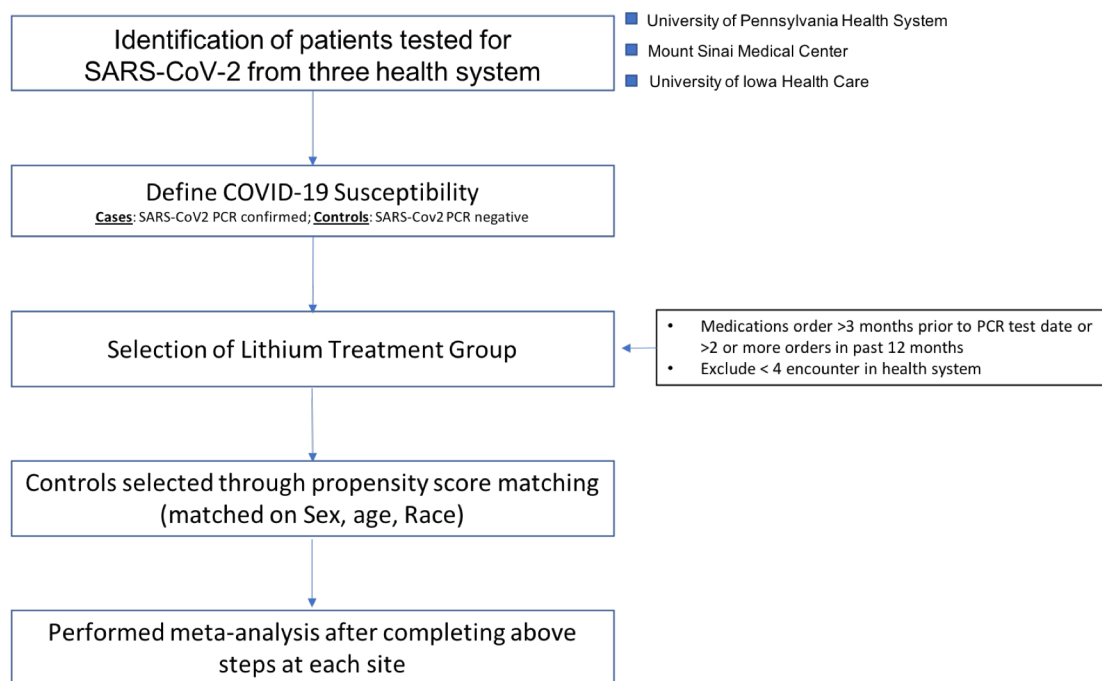 Identification of patients tested for
SARS-CoV-2 from three health system
University of Pennsylvania Health System
Mount Sinai Medical Center
University of Iowa Health Care
Define COVID-19 Susceptibility
Cases: SARS-CoV2 PCR confirmed; Controls: SARS-Cov2 PCR negative
Selection of Lithium Treatment Group
• Medications order >3 months prior to PCR test date or
>2 or more orders in past 12 months
• Exclude < 4 encounter in health system
Controls selected through propensity score matching
(matched on Sex, age, Race)
Performed meta-analysis after completing above
steps at each site